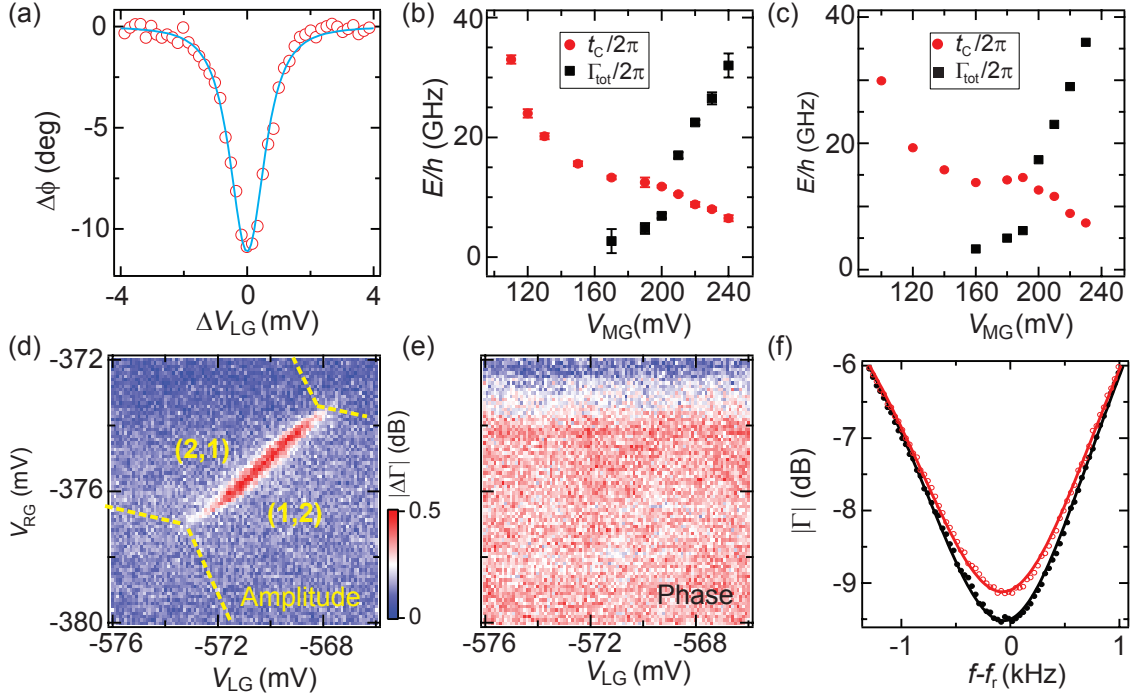 (a)
0
-5
-10
Δϕ (deg)
-4
0
4
ΔV_LG (mV)
(b)
40
20
0
E/h (GHz)
t_C/2π
Γ_tot/2π
120
160
200
240
V_MG (mV)
(c)
40
20
0
E/h (GHz)
t_C/2π
Γ_tot/2π
120
160
200
240
V_MG (mV)
(d)
-372
-376
-380
V_RG (mV)
(2,1)
(1,2)
Amplitude
-576
-572
-568
V_LG (mV)
|ΔΓ| (dB)
0.5
0
(e)
Phase
-576
-572
-568
V_LG (mV)
(f)
-6
-7
-8
-9
|Γ| (dB)
-1
0
1
f-f_r (kHz)